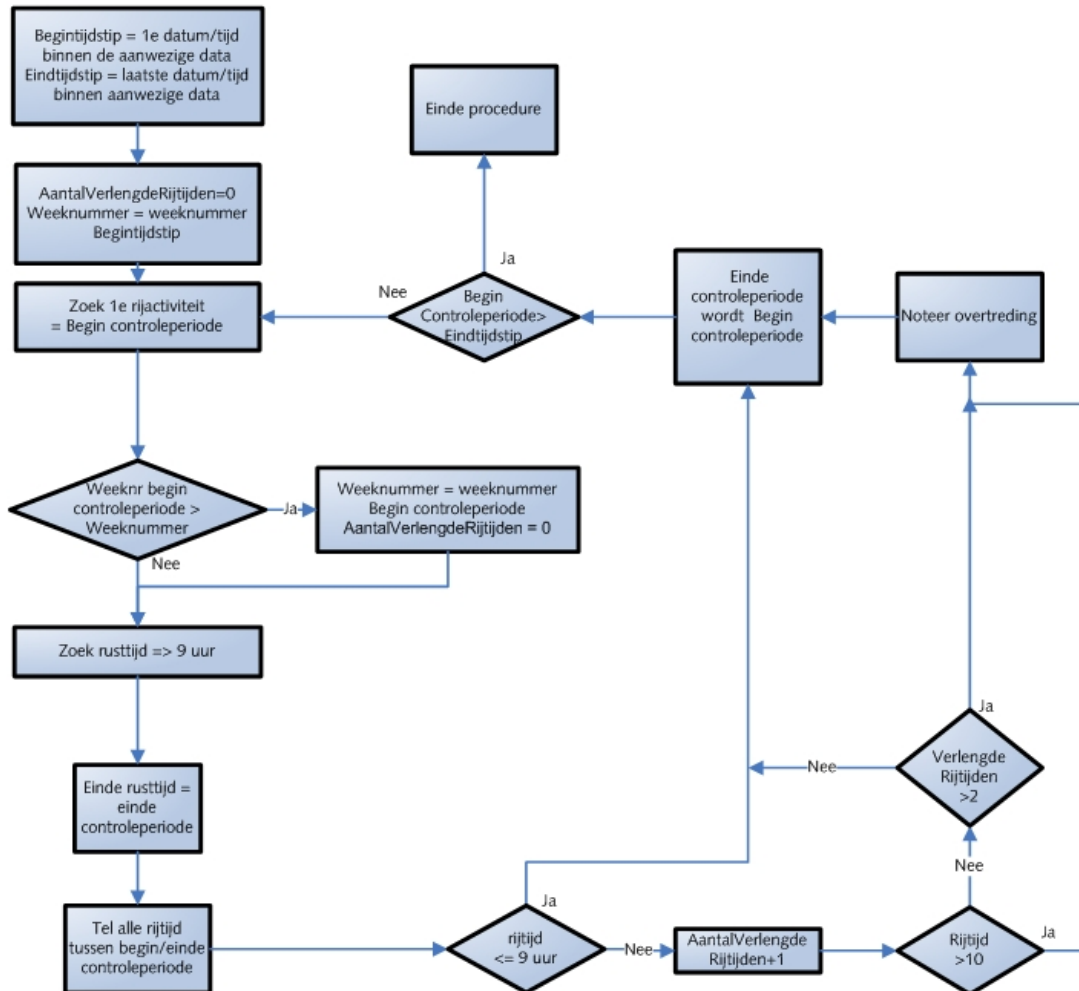 Begintijdstip = 1e datum/tijd
binnen de aanwezige data
Eindtijdstip = laatste datum/tijd
binnen aanwezige data
AantalVerlengdeRijtijden=0
Weeknummer = weeknummer
Begintijdstip
Zoek 1e rijactiviteit
= Begin controleperiode
Einde procedure
Ja
Nee
Begin
Controleperiode>
Eindtijdstip
Einde
controleperiode
wordt Begin
controleperiode
Noteer overtreding
Weeknr begin
controleperiode >
Weeknummer
Ja
Nee
Weeknummer = weeknummer
Begin controleperiode
AantalVerlengdeRijtijden = 0
Zoek rusttijd => 9 uur
Einde rusttijd =
einde
controleperiode
Tel alle rijtijd
tussen begin/einde
controleperiode
Ja
rijtijd
<= 9 uur
Nee
AantalVerlengde
Rijtijden+1
Rijtijd
>10
Ja
Nee
Verlengde
Rijtijden
>2
Ja
Nee